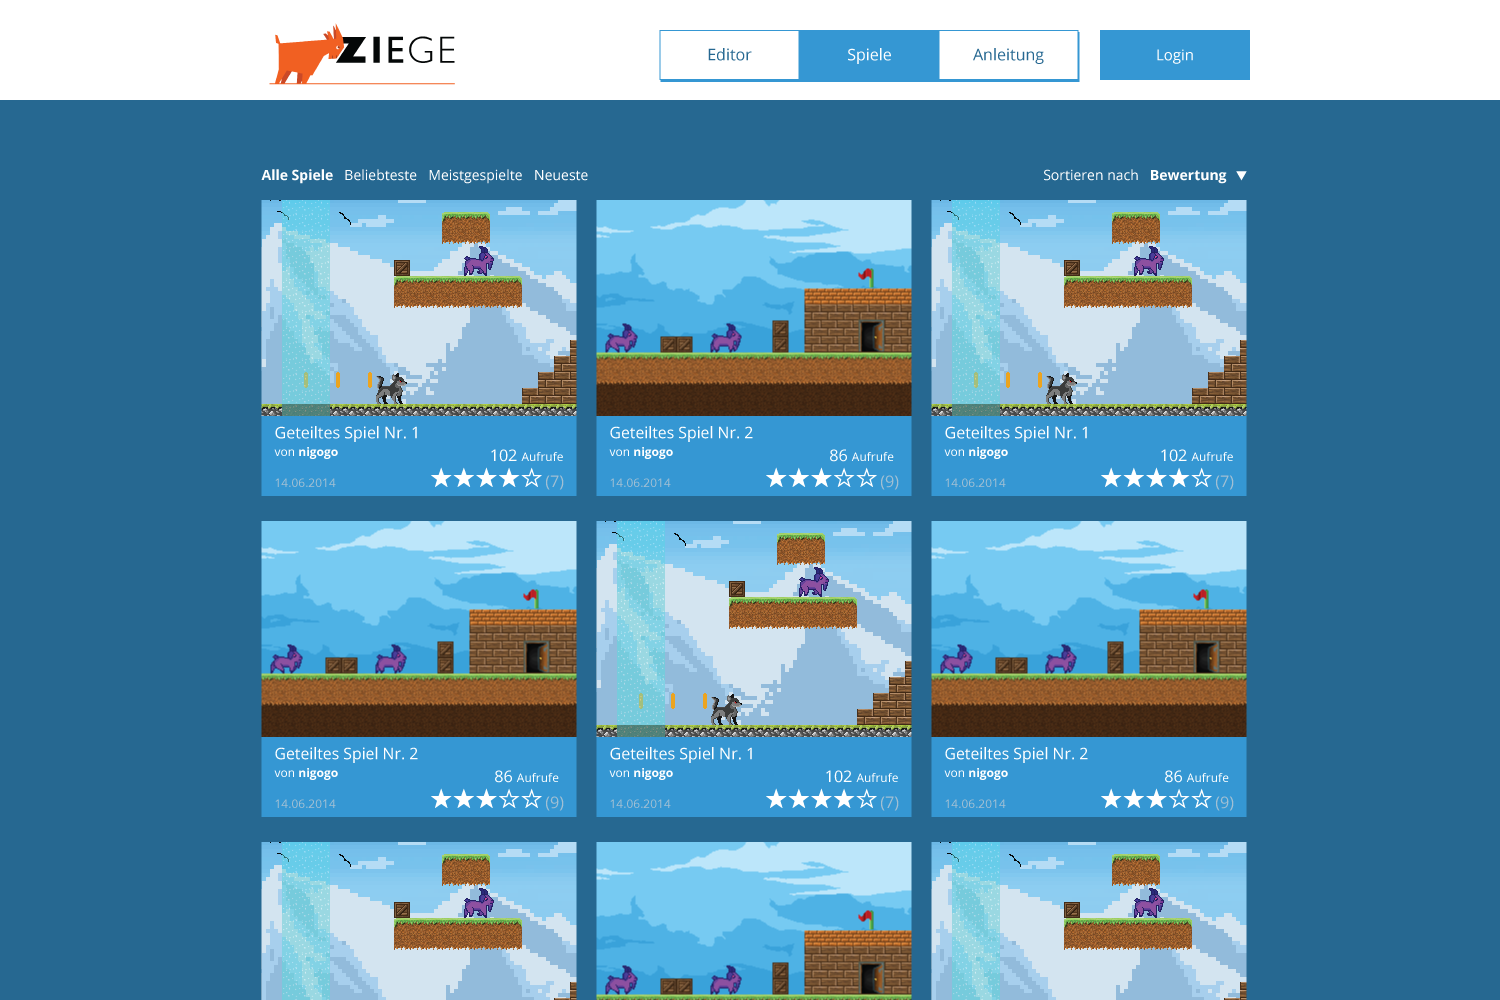 ZIEGE
Editor Spiele Anleitung Login
Alle Spiele Beliebteste Meistgespielte Neueste Sortieren nach Bewertung ▼
Geteiltes Spiel Nr. 1
von nigogo
102 Aufrufe
14.06.2014
★★★★☆ (7)
Geteiltes Spiel Nr. 2
von nigogo
86 Aufrufe
14.06.2014
★★★☆☆ (9)
Geteiltes Spiel Nr. 1
von nigogo
102 Aufrufe
14.06.2014
★★★★☆ (7)
Geteiltes Spiel Nr. 2
von nigogo
86 Aufrufe
14.06.2014
★★★☆☆ (9)
Geteiltes Spiel Nr. 1
von nigogo
102 Aufrufe
14.06.2014
★★★★☆ (7)
Geteiltes Spiel Nr. 2
von nigogo
86 Aufrufe
14.06.2014
★★★☆☆ (9)